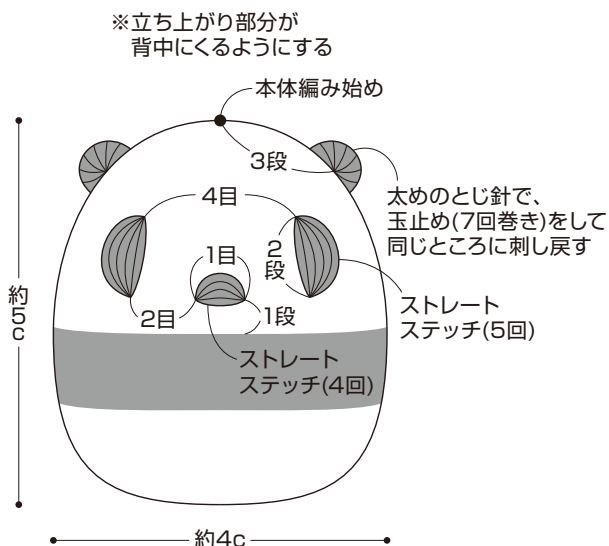 ※立ち上がり部分が
背中にくるようにする
本体編み始め
3段
太めのとじ針で、
玉止め(7回巻き)をして
同じところに刺し戻す
4目
1目
2段
2目
1段
ストレート
ステッチ(5回)
ストレート
ステッチ(4回)
約5c
約4c